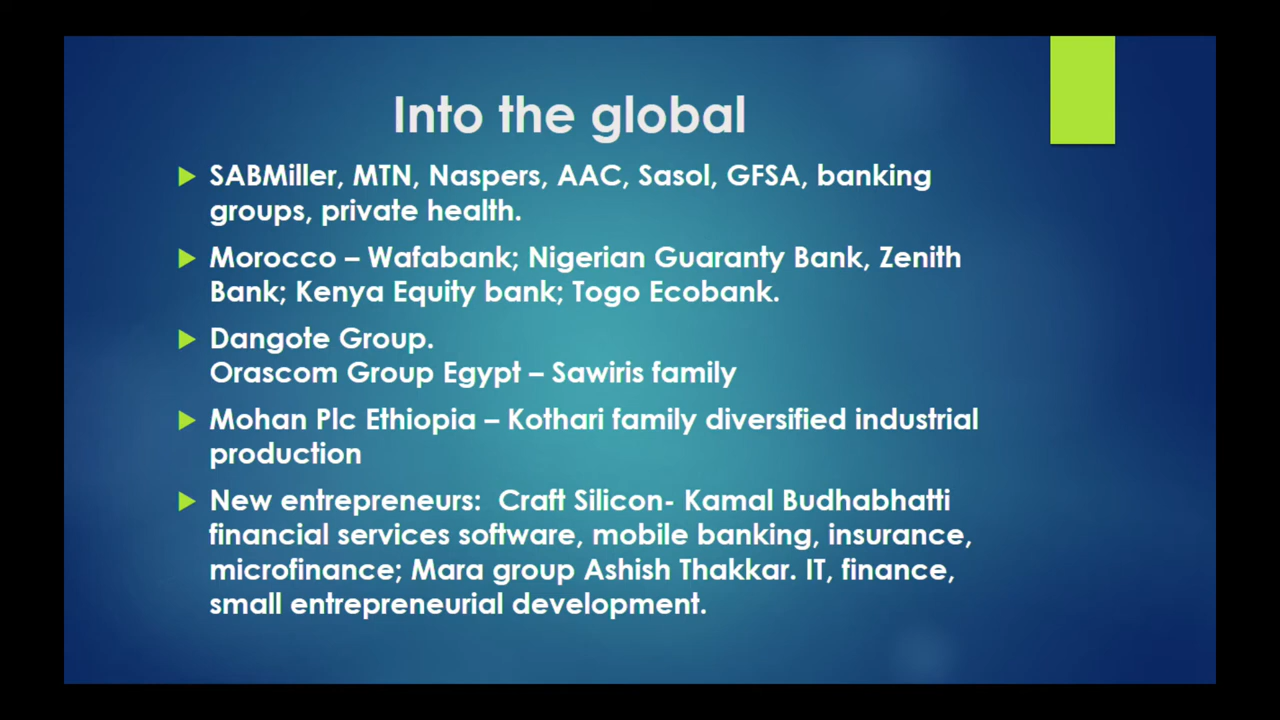 Into the global
SABMiller, MTN, Naspers, AAC, Sasol, GFSA, banking
groups, private health.
Morocco – Wafabank; Nigerian Guaranty Bank, Zenith
Bank; Kenya Equity bank; Togo Ecobank.
Dangote Group.
Orascom Group Egypt – Sawiris family
Mohan Plc Ethiopia – Kothari family diversified industrial
production
New entrepreneurs:  Craft Silicon- Kamal Budhabhatti
financial services software, mobile banking, insurance,
microfinance; Mara group Ashish Thakkar. IT, finance,
small entrepreneurial development.